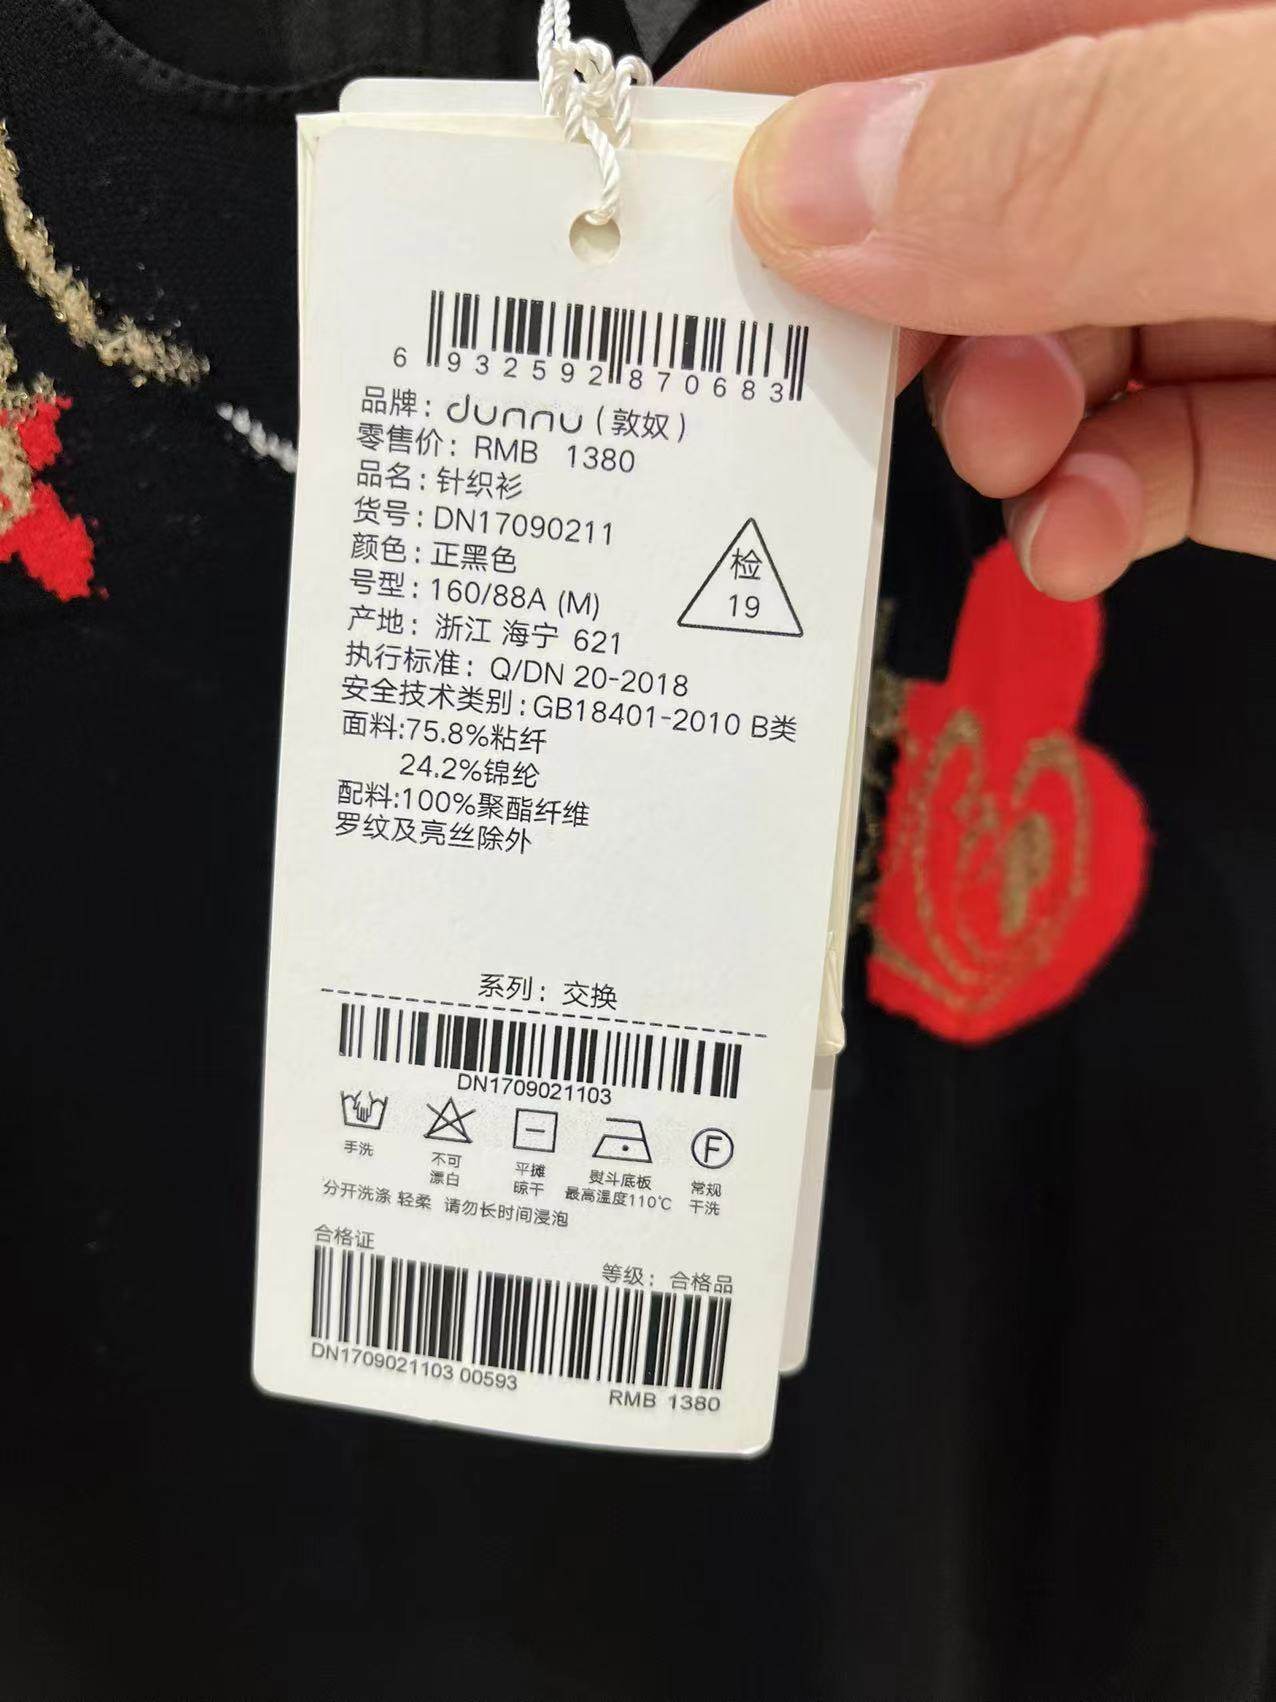 6 932592 870683
品牌: dunnu (敦奴)
零售价: RMB 1380
品名: 针织衫
货号: DN17090211
颜色: 正黑色
号型: 160/88A (M)
产地: 浙江 海宁 621
执行标准: Q/DN 20-2018
安全技术类别: GB18401-2010 B类
面料:75.8%粘纤
24.2%锦纶
配料:100%聚酯纤维
罗纹及亮丝除外
检
19
系列: 交换
DN1709021103
F
手洗
不可
漂白
平摊
晾干
熨斗底板
最高温度110℃
常规
干洗
分开洗涤 轻柔 请勿长时间浸泡
合格证
等级: 合格品
DN1709021103 00593
RMB 1380